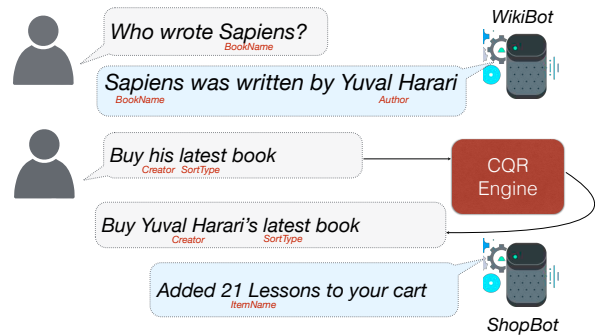 WikiBot
Who wrote Sapiens?
BookName
Sapiens was written by Yuval Harari
BookName Author
Buy his latest book
Creator SortType
CQR
Engine
Buy Yuval Harari's latest book
Creator SortType
Added 21 Lessons to your cart
ItemName
ShopBot